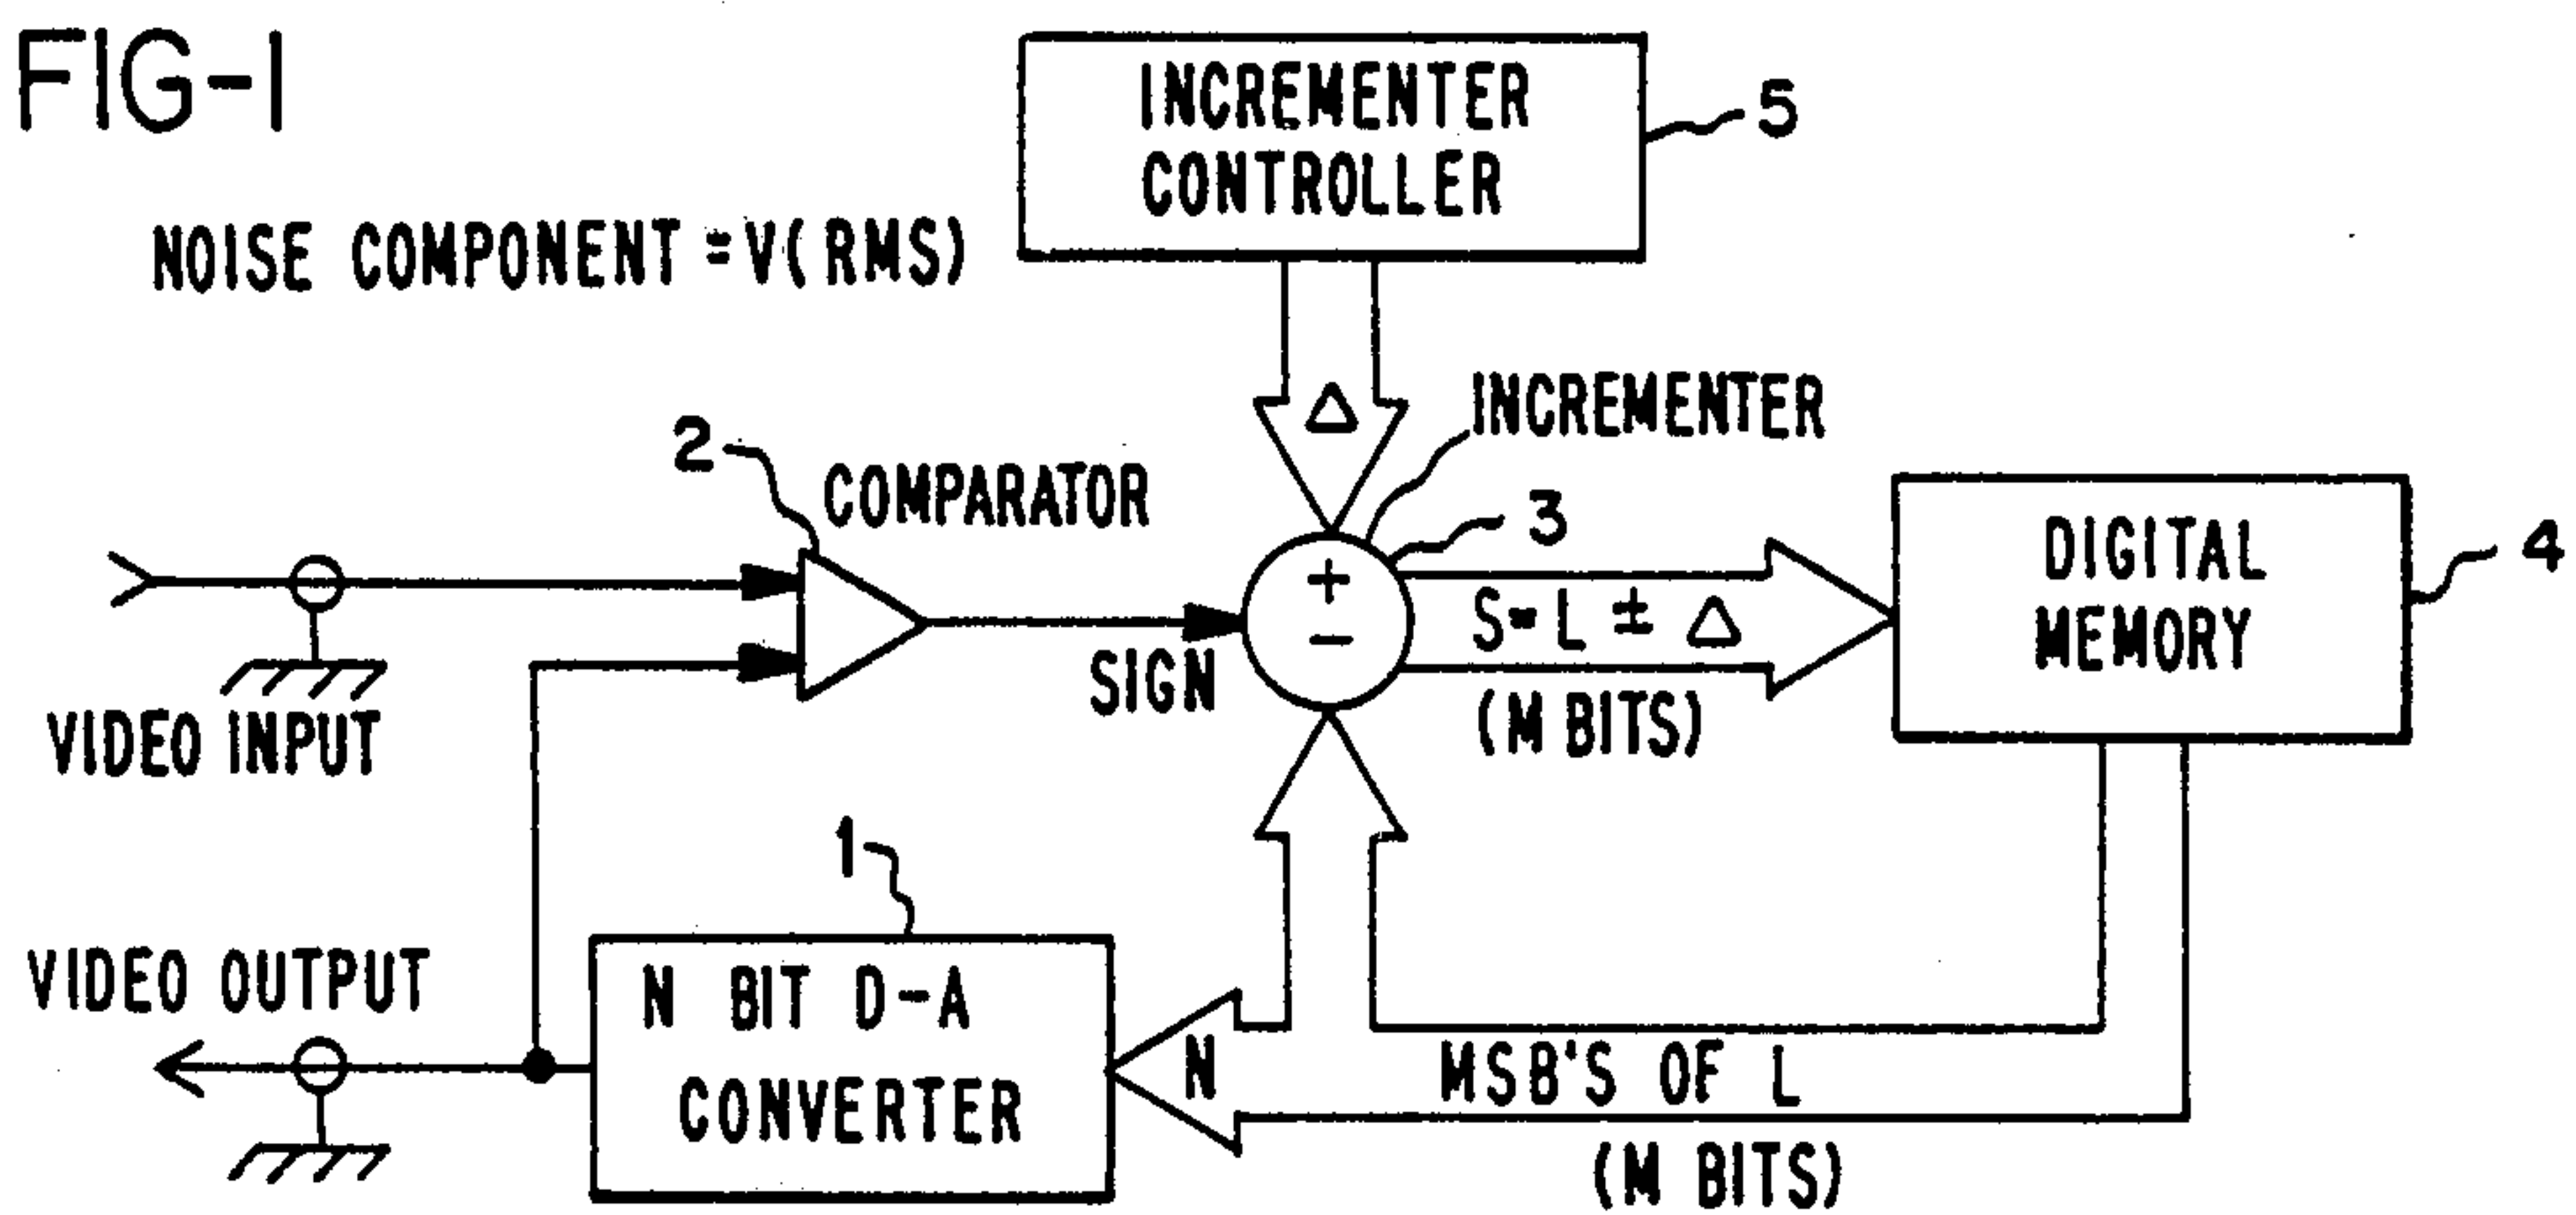 FIG-1
INCREMENTER
CONTROLLER
5
NOISE COMPONENT = V(RMS)
Δ
INCREMENTER
2
COMPARATOR
3
+
−
SIGN
S=L ± Δ
(M BITS)
DIGITAL
MEMORY
4
VIDEO INPUT
1
VIDEO OUTPUT
N BIT D-A
CONVERTER
N
MSB'S OF L
(M BITS)